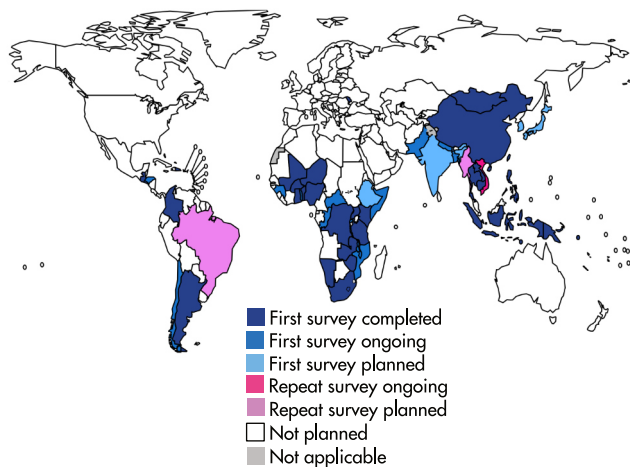 First survey completed
First survey ongoing
First survey planned
Repeat survey ongoing
Repeat survey planned
Not planned
Not applicable